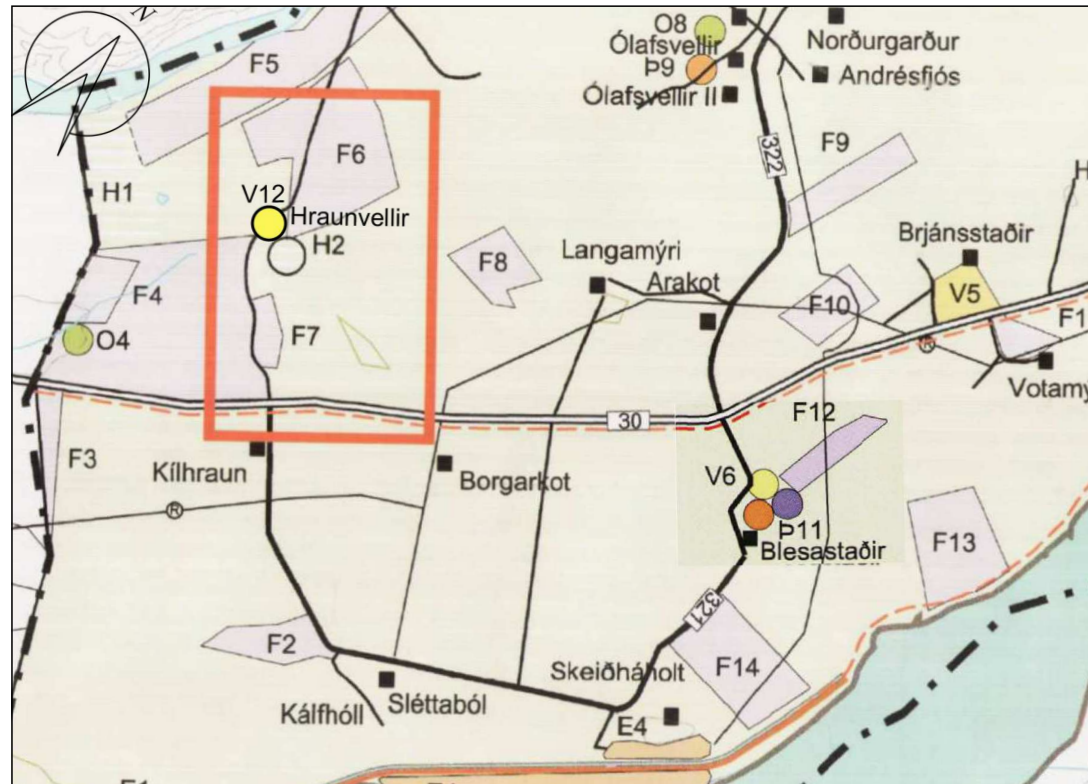 N
O8
Ólafsvellir
Þ9
Ólafsvellir II
Norðurgarður
Andrésfjós
F5
F6
322
F9
H1
V12
Hraunvellir
H2
Brjánsstaðir
H
F8
Langamýri
Arakot
V5
F4
F10
F1
O4
F7
R
Votamý
30
F12
F3
Kílhraun
Borgarkot
V6
R
Þ11
Blesastaðir
F13
321
F2
Skeiðháholt
F14
Sléttaból
Kálfhóll
E4